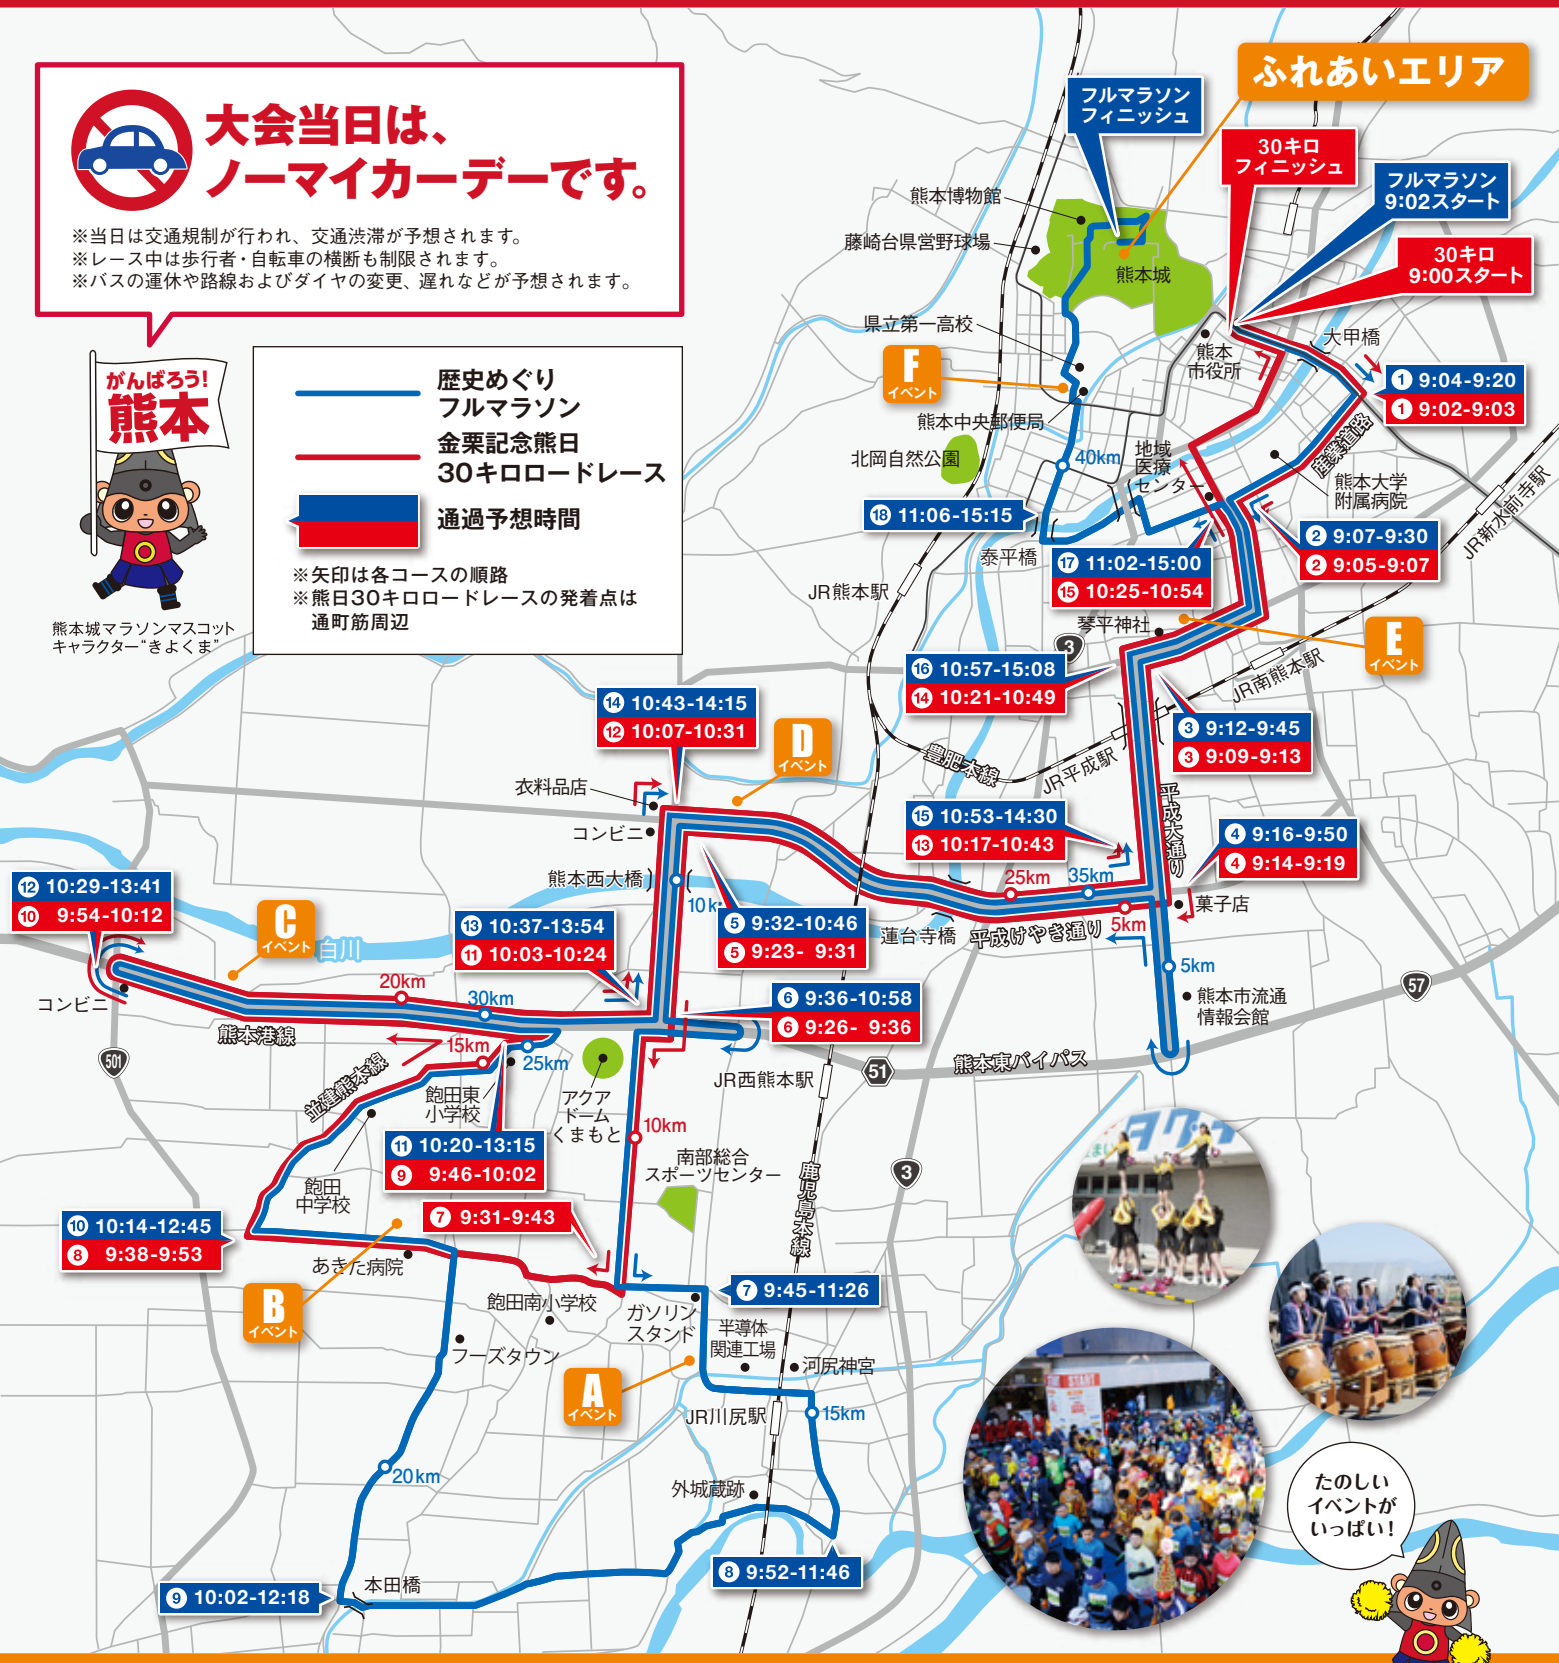 大会当日は、
ノーマイカーデーです。
※当日は交通規制が行われ、交通渋滞が予想されます。
※レース中は歩行者・自転車の横断も制限されます。
※バスの運休や路線およびダイヤの変更、遅れなどが予想されます。
がんばろう!
熊本
熊本城マラソンマスコット
キャラクター“きよくま”
歴史めぐり
フルマラソン
金栗記念熊日
30キロロードレース
通過予想時間
※矢印は各コースの順路
※熊日30キロロードレースの発着点は
通町筋周辺
ふれあいエリア
フルマラソン
フィニッシュ
30キロ
フィニッシュ
フルマラソン
9:02スタート
30キロ
9:00スタート
熊本博物館
藤崎台県営野球場
熊本城
県立第一高校
F
イベント
熊本
市役所
大甲橋
① 9:04-9:20
① 9:02-9:03
熊本中央郵便局
北岡自然公園
40km
地域
医療
センター
産業道路
熊本大学
附属病院
JR新水前寺駅
⑱ 11:06-15:15
泰平橋
② 9:07-9:30
② 9:05-9:07
⑰ 11:02-15:00
⑮ 10:25-10:54
JR熊本駅
琴平神社
3
E
イベント
⑯ 10:57-15:08
⑭ 10:21-10:49
JR南熊本駅
③ 9:12-9:45
③ 9:09-9:13
⑭ 10:43-14:15
⑫ 10:07-10:31
D
イベント
豊肥本線
JR平成駅
平成大通り
衣料品店
コンビニ
⑮ 10:53-14:30
⑬ 10:17-10:43
④ 9:16-9:50
④ 9:14-9:19
熊本西大橋
10km
25km
35km
5km
菓子店
⑫ 10:29-13:41
⑩ 9:54-10:12
C
イベント
白川
⑬ 10:37-13:54
⑪ 10:03-10:24
⑤ 9:32-10:46
⑤ 9:23- 9:31
蓮台寺橋
平成けやき通り
5km
コンビニ
20km
30km
⑥ 9:36-10:58
⑥ 9:26- 9:36
熊本市流通
情報会館
57
熊本港線
15km
25km
501
並建熊本線
飽田東
小学校
アクア
ドーム
くまもと
JR西熊本駅
51
熊本東バイパス
10km
⑪ 10:20-13:15
⑨ 9:46-10:02
南部総合
スポーツセンター
鹿児島本線
3
飽田
中学校
⑩ 10:14-12:45
⑧ 9:38-9:53
⑦ 9:31-9:43
あきた病院
B
イベント
飽田南小学校
ガソリン
スタンド
⑦ 9:45-11:26
半導体
関連工場
フーズタウン
A
イベント
河尻神宮
JR川尻駅
15km
20km
外城蔵跡
⑧ 9:52-11:46
本田橋
⑨ 10:02-12:18
たのしい
イベントが
いっぱい!